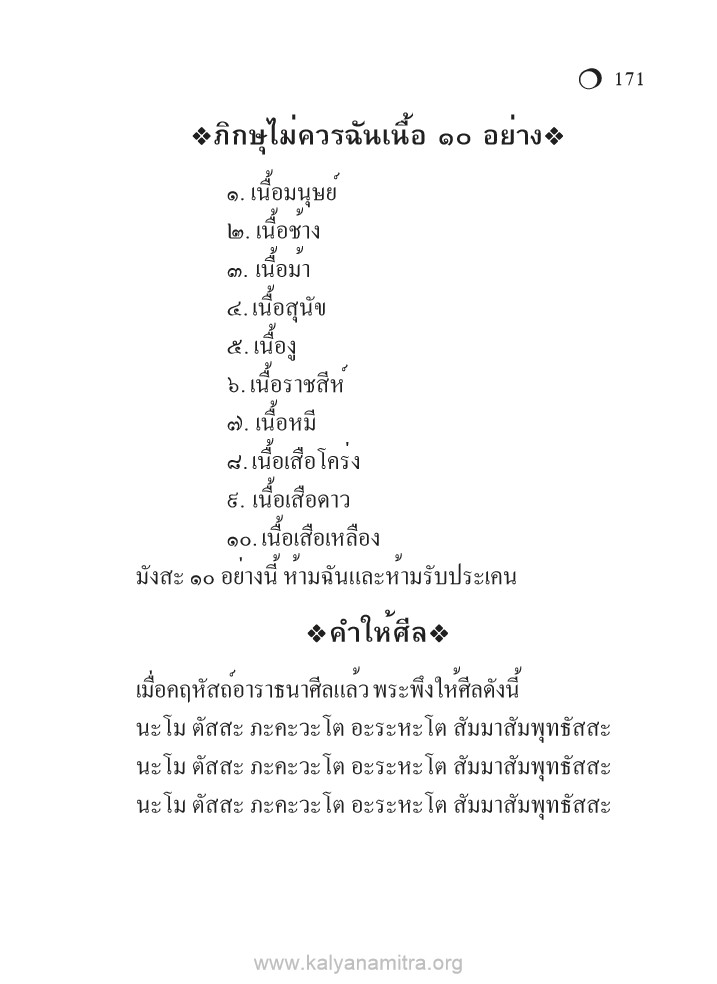 171
❖ภิกษุไม่ควรฉันเนื้อ ๑๐ อย่าง❖
๑. เนื้อมนุษย์
๒. เนื้อช้าง
๓. เนื้อม้า
๔. เนื้อสุนัข
๕. เนื้องู
๖. เนื้อราชสีห์
๗. เนื้อหมี
๘. เนื้อเสือโคร่ง
๙. เนื้อเสือดาว
๑๐. เนื้อเสือเหลือง
มังสะ ๑๐ อย่างนี้ ห้ามฉันและห้ามรับประเคน
❖คำให้ศีล❖
เมื่อคฤหัสถ์อาราธนาศีลแล้ว พระพึงให้ศีลดังนี้
นะโม ตัสสะ ภะคะวะโต อะระหะโต สัมมาสัมพุทธัสสะ
นะโม ตัสสะ ภะคะวะโต อะระหะโต สัมมาสัมพุทธัสสะ
นะโม ตัสสะ ภะคะวะโต อะระหะโต สัมมาสัมพุทธัสสะ
www.kalyanamitra.org